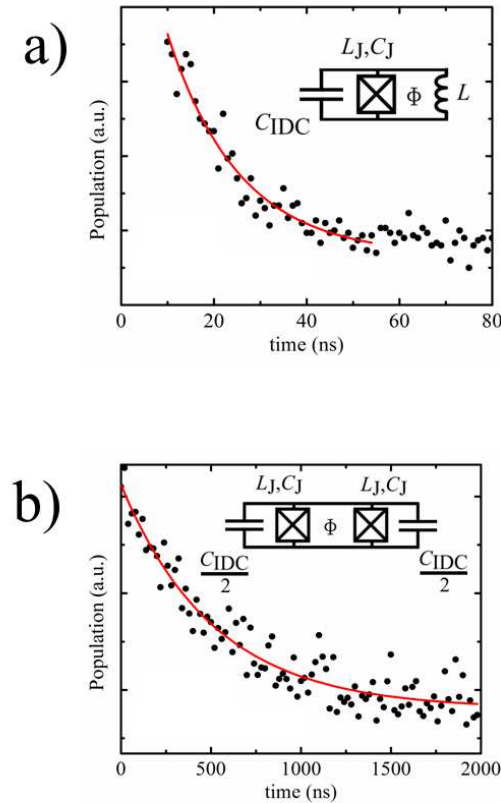 a)
Population (a.u.)
L_J,C_J
C_IDC
Φ
L
0
20
40
60
80
time (ns)
b)
Population (a.u.)
L_J,C_J
L_J,C_J
Φ
C_IDC
2
C_IDC
2
0
500
1000
1500
2000
time (ns)